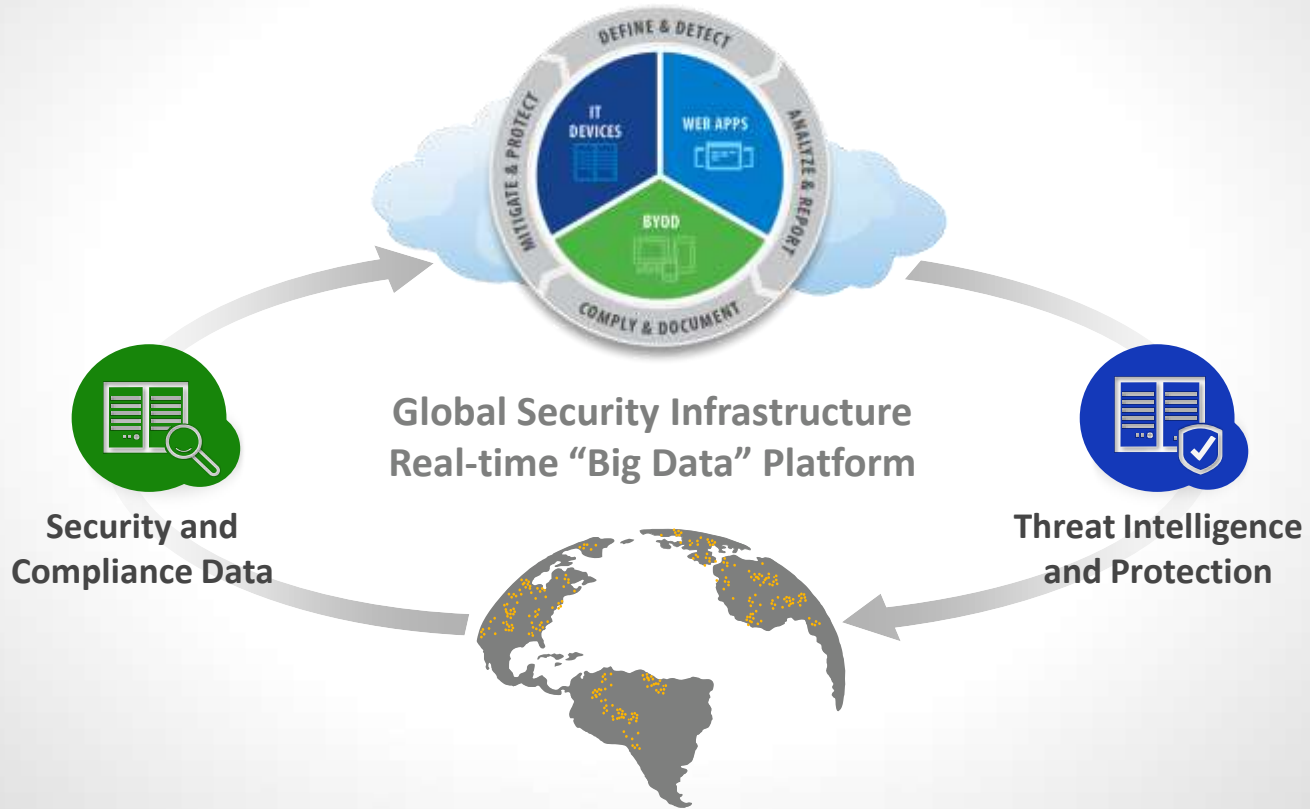 DEFINE & DETECT
MITIGATE & PROTECT
ANALYZE & REPORT
COMPLY & DOCUMENT
IT
DEVICES
WEB APPS
BYOD
Global Security Infrastructure
Real-time “Big Data” Platform
Security and
Compliance Data
Threat Intelligence
and Protection